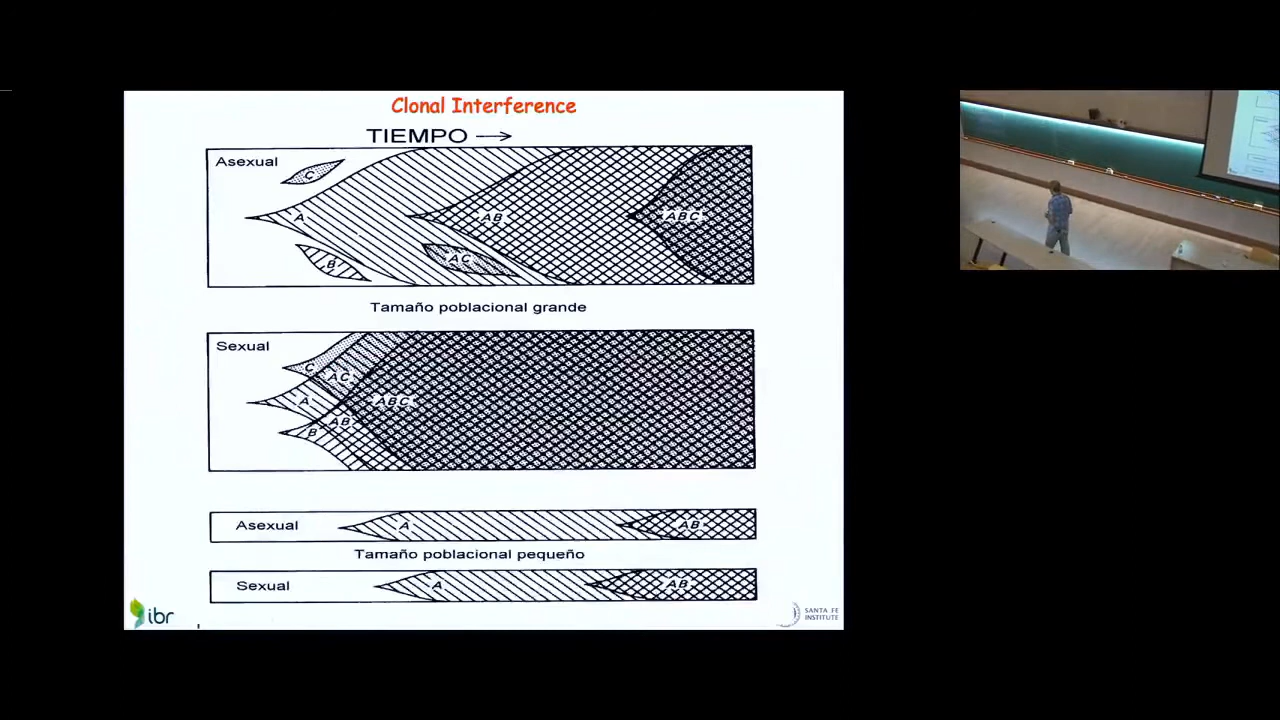 Clonal Interference
TIEMPO
Asexual
C
A
AB
ABC
B
AC
Tamaño poblacional grande
Sexual
C
AC
A
ABC
AB
B
Asexual
A
AB
Tamaño poblacional pequeño
Sexual
A
AB
ibr
SANTA FE
INSTITUTE